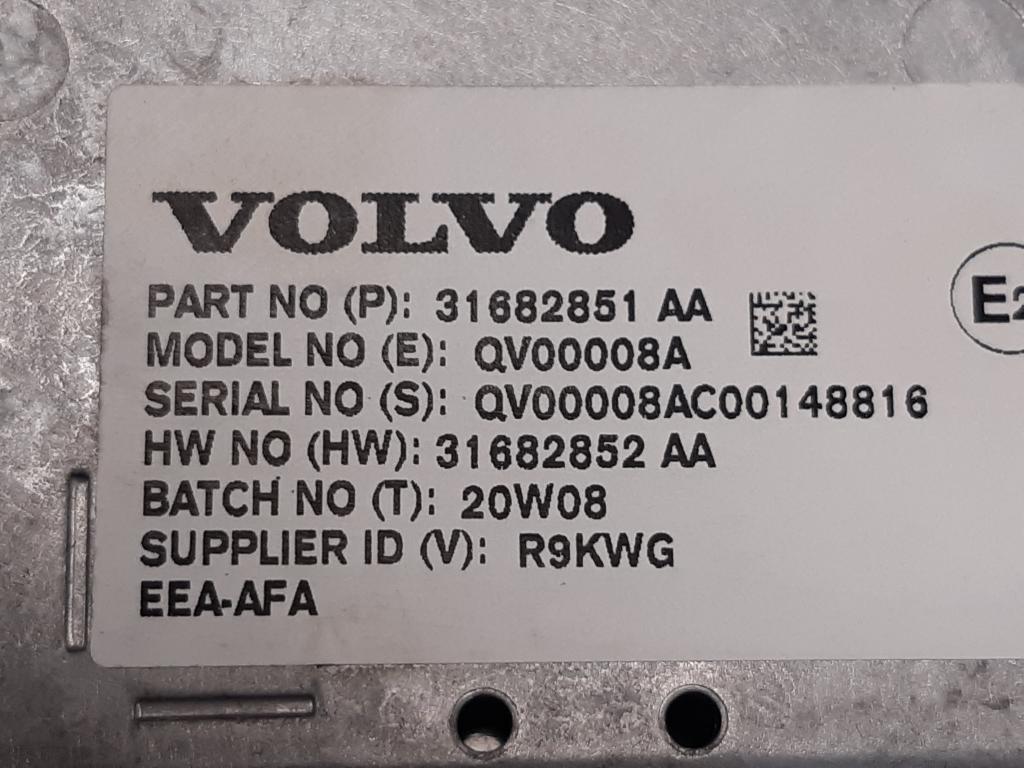 VOLVO
PART NO (P): 31682851 AA
MODEL NO (E): QV00008A
SERIAL NO (S): QV00008AC00148816
HW NO (HW): 31682852 AA
BATCH NO (T): 20W08
SUPPLIER ID (V): R9KWG
EEA-AFA
E2